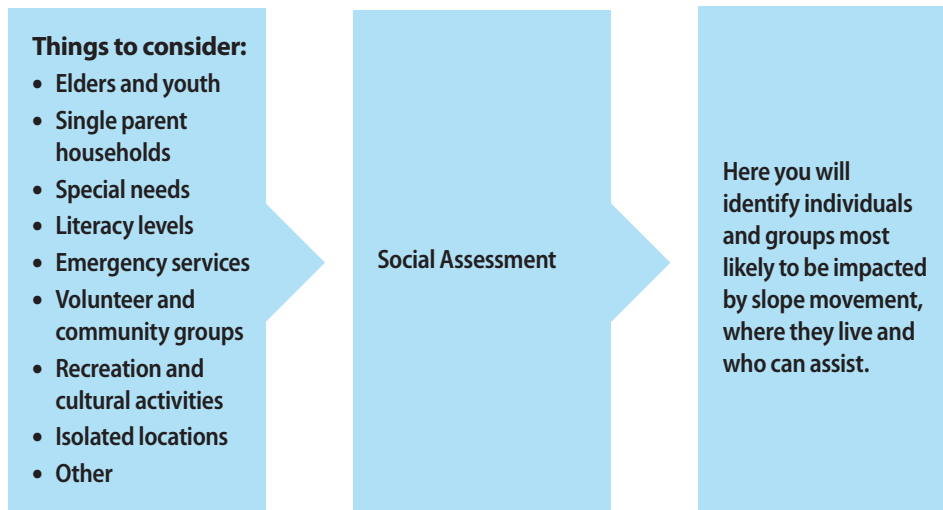 Things to consider:
• Elders and youth
• Single parent
households
• Special needs
• Literacy levels
• Emergency services
• Volunteer and
community groups
• Recreation and
cultural activities
• Isolated locations
• Other
Social Assessment
Here you will
identify individuals
and groups most
likely to be impacted
by slope movement,
where they live and
who can assist.